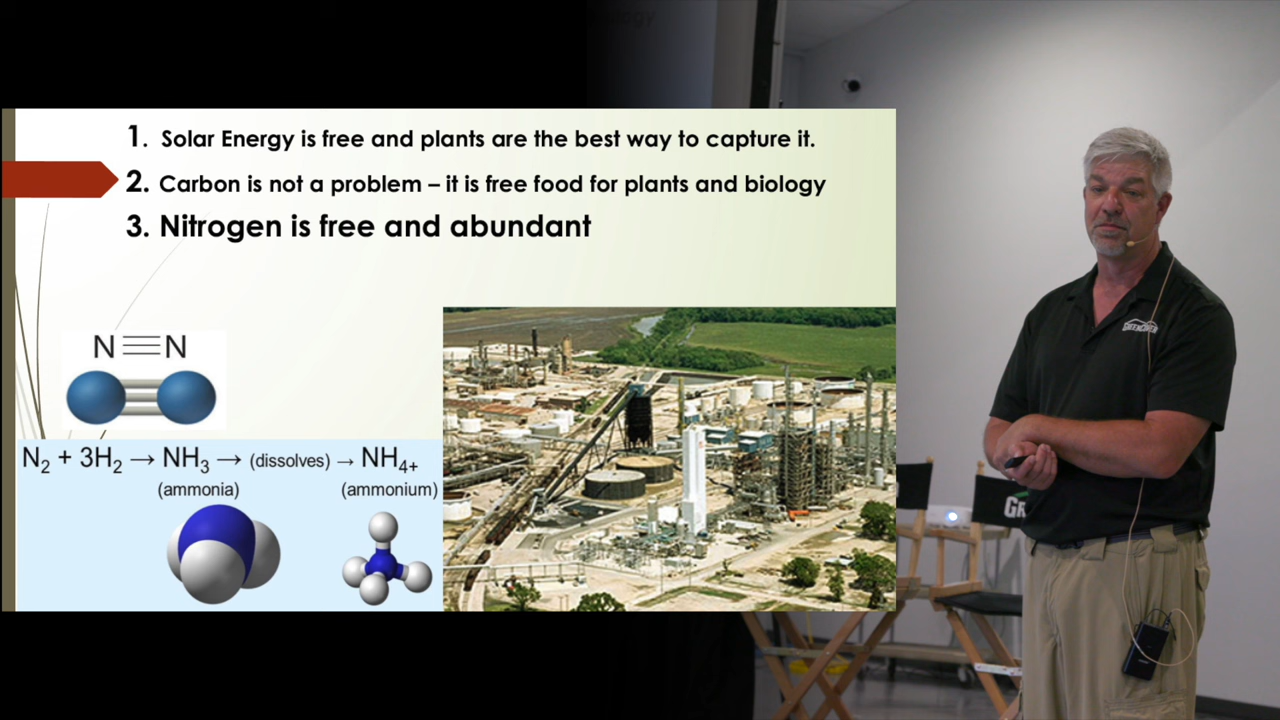 1. Solar Energy is free and plants are the best way to capture it.
2. Carbon is not a problem – it is free food for plants and biology
3. Nitrogen is free and abundant
N≡N
N₂ + 3H₂ → NH₃ → (dissolves) → NH₄₊
(ammonia) (ammonium)
GR